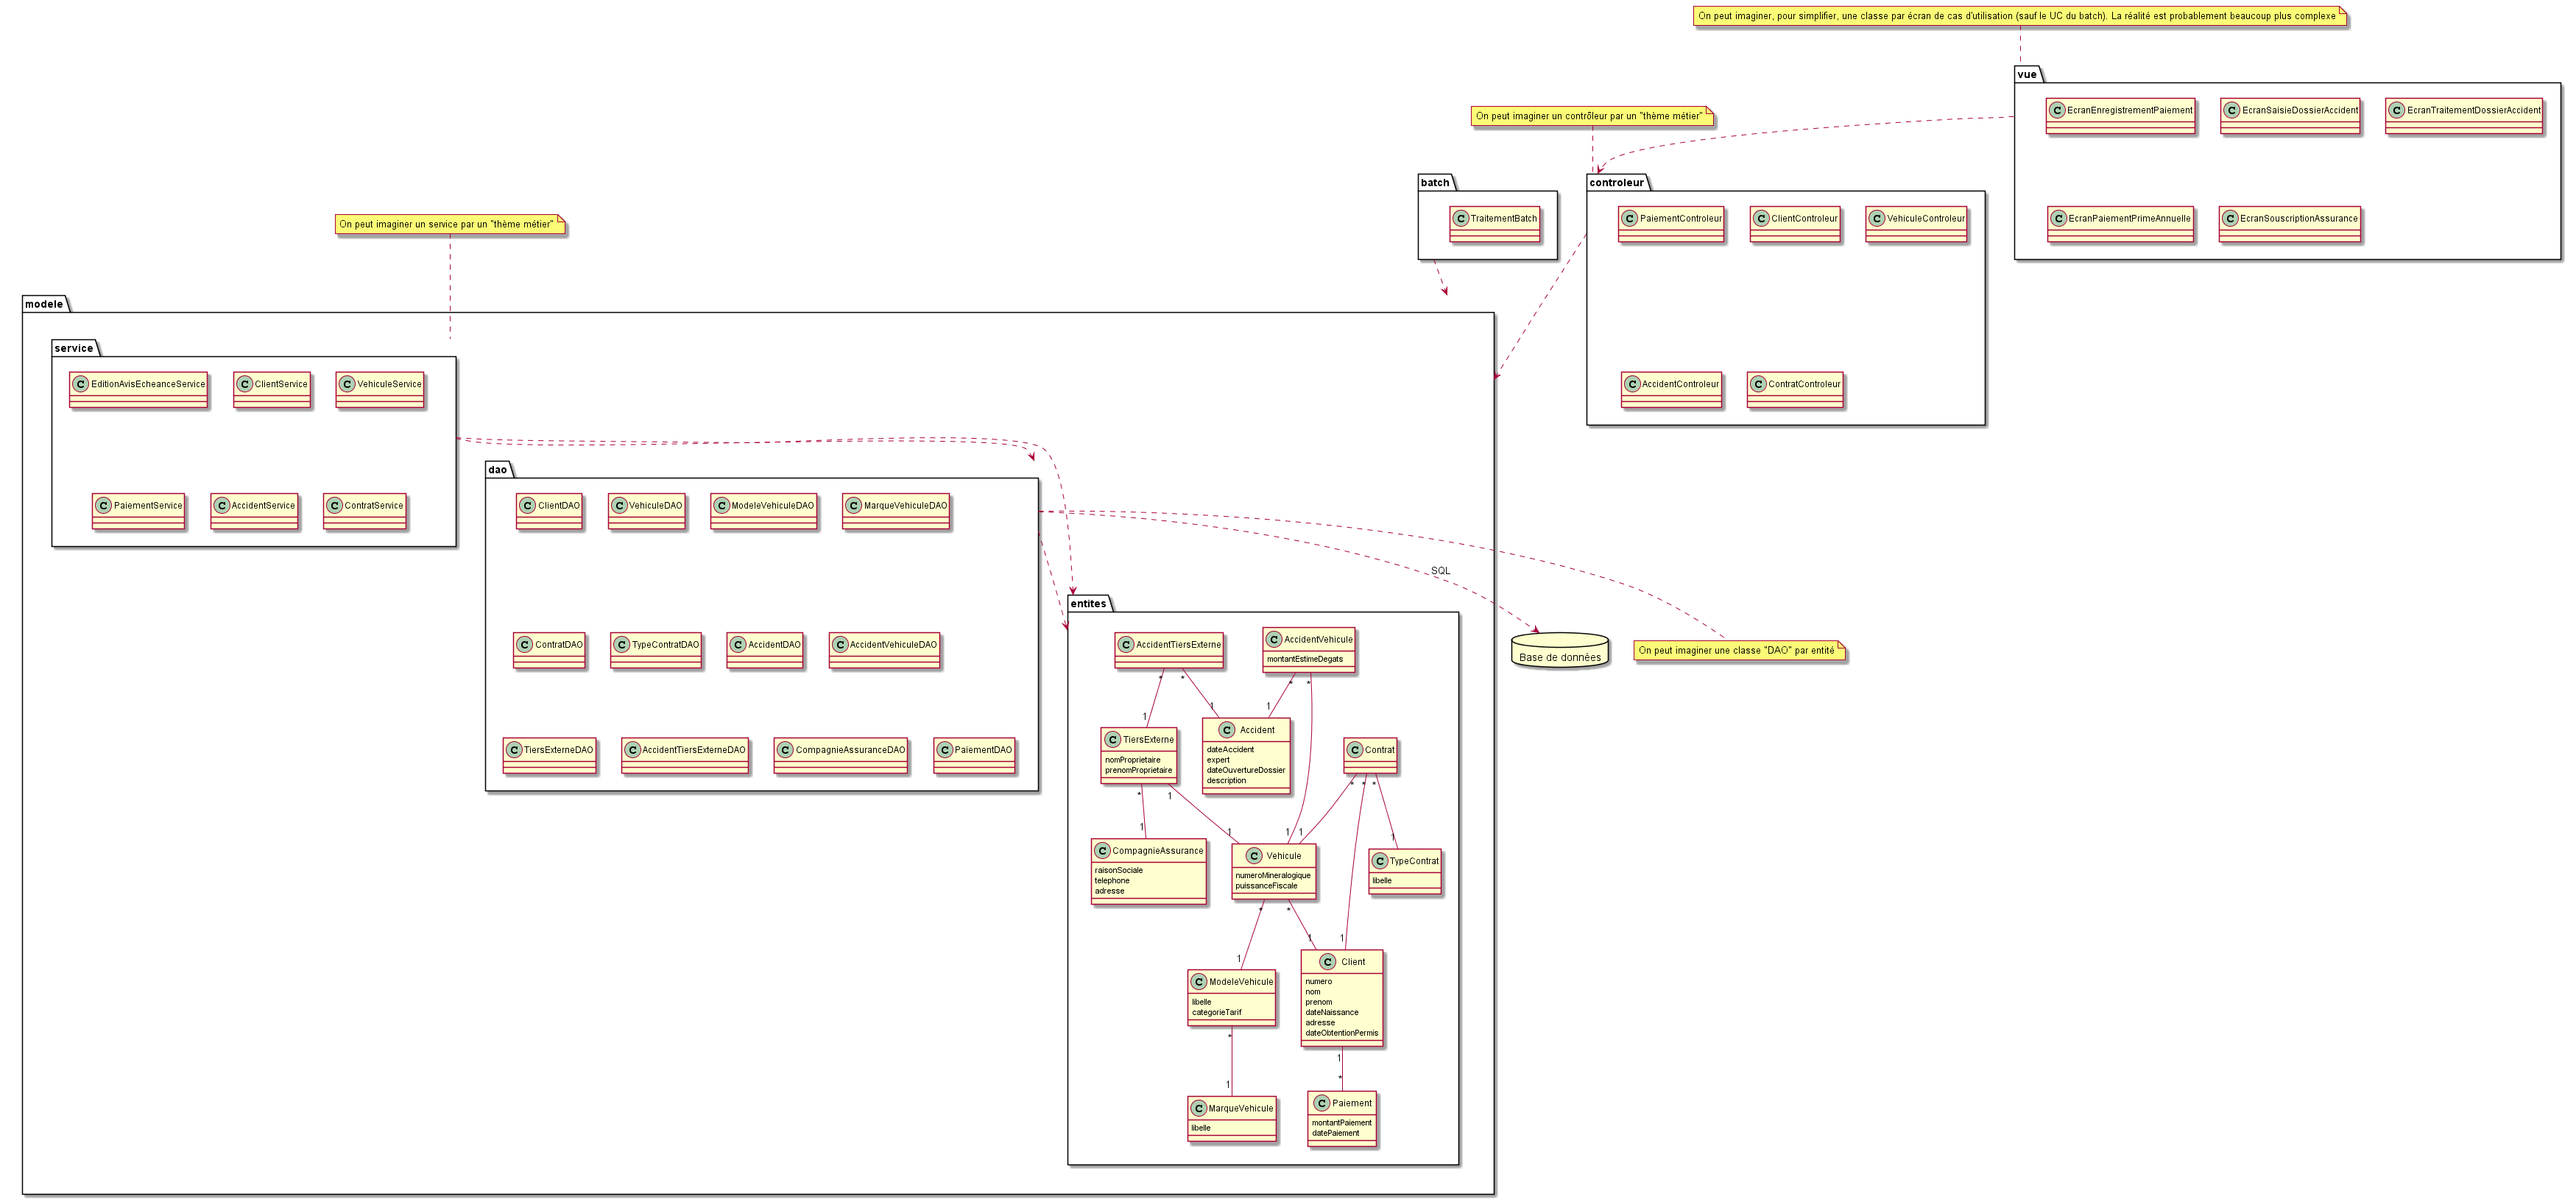 On peut imaginer, pour simplifier, une classe par écran de cas d'utilisation (sauf le UC du batch). La réalité est probablement beaucoup plus complexe
vue
C EcranEnregistrementPaiement
C EcranSaisieDossierAccident
C EcranTraitementDossierAccident
C EcranPaiementPrimeAnnuelle
C EcranSouscriptionAssurance
On peut imaginer un contrôleur par un "thème métier"
batch
C TraitementBatch
controleur
C PaiementControleur
C ClientControleur
C VehiculeControleur
C AccidentControleur
C ContratControleur
On peut imaginer un service par un "thème métier"
modele
service
C EditionAvisEcheanceService
C ClientService
C VehiculeService
C PaiementService
C AccidentService
C ContratService
dao
C ClientDAO
C VehiculeDAO
C ModeleVehiculeDAO
C MarqueVehiculeDAO
C ContratDAO
C TypeContratDAO
C AccidentDAO
C AccidentVehiculeDAO
C TiersExterneDAO
C AccidentTiersExterneDAO
C CompagnieAssuranceDAO
C PaiementDAO
SQL
Base de données
On peut imaginer une classe "DAO" par entité
entites
C AccidentTiersExterne
C AccidentVehicule
montantEstimeDegats
* * * *
1 1 1
C TiersExterne
nomProprietaire
prenomProprietaire
C Accident
dateAccident
expert
dateOuvertureDossier
description
C Contrat
* 1 * * *
1 1 1 1 1
C CompagnieAssurance
raisonSociale
telephone
adresse
C Vehicule
numeroMineralogique
puissanceFiscale
C TypeContrat
libelle
* *
1 1 1
C ModeleVehicule
libelle
categorieTarif
C Client
numero
nom
prenom
dateNaissance
adresse
dateObtentionPermis
* 1
1 *
C MarqueVehicule
libelle
C Paiement
montantPaiement
datePaiement